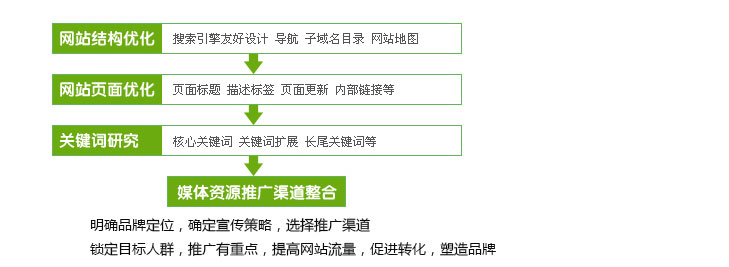 网站结构优化 搜索引擎友好设计 导航 子域名目录 网站地图
网站页面优化 页面标题 描述标签 页面更新 内部链接等
关键词研究 核心关键词 关键词扩展 长尾关键词等
媒体资源推广渠道整合
明确品牌定位，确定宣传策略，选择推广渠道
锁定目标人群，推广有重点，提高网站流量，促进转化，塑造品牌